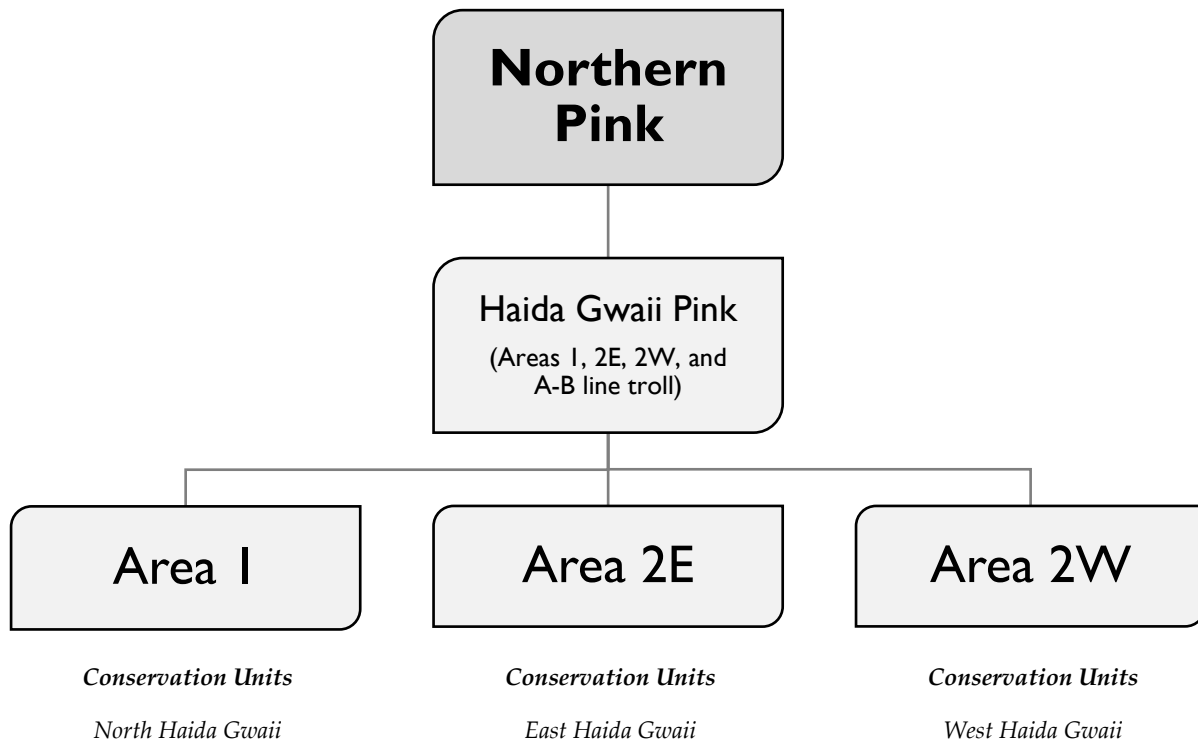 Northern
Pink
Haida Gwaii Pink
(Areas 1, 2E, 2W, and
A-B line troll)
Area 1
Area 2E
Area 2W
Conservation Units
Conservation Units
Conservation Units
North Haida Gwaii
East Haida Gwaii
West Haida Gwaii